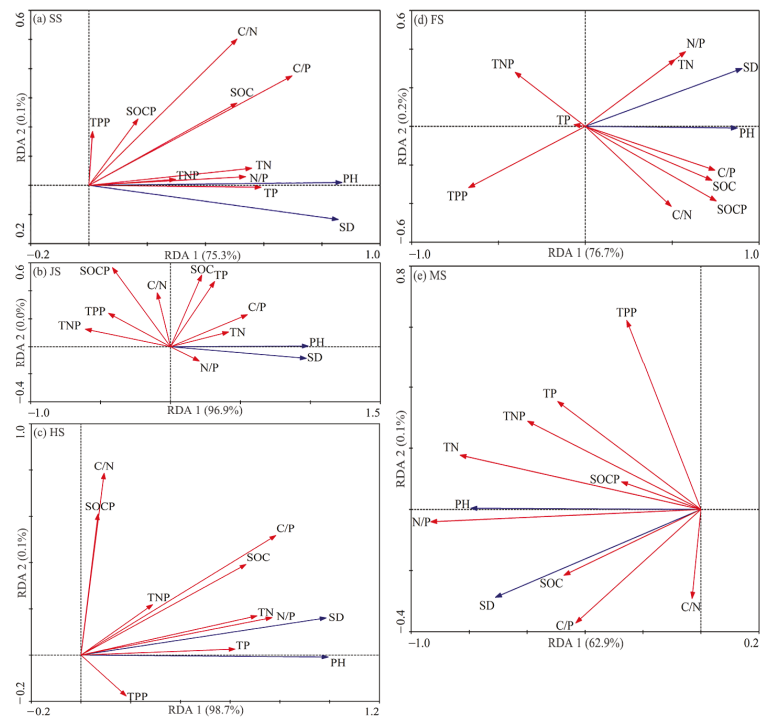 (a) SS
0.6
C/N
C/P
SOC
SOCP
TPP
TN
TNP
N/P
PH
TP
SD
RDA 2 (0.1%)
0.2
−0.2
RDA 1 (75.3%)
1.0
(b) JS
0.6
SOCP
C/N
SOC
TP
TPP
C/P
TNP
TN
PH
SD
N/P
RDA 2 (0.0%)
−0.4
−1.0
RDA 1 (96.9%)
1.5
(c) HS
1.0
C/N
SOCP
C/P
SOC
TNP
TN
N/P
SD
TP
PH
TPP
RDA 2 (0.1%)
−0.2
−0.2
RDA 1 (98.7%)
1.2
(d) FS
0.6
N/P
TNP
TN
SD
TP
PH
C/P
SOC
TPP
SOCP
C/N
RDA 2 (0.2%)
−0.6
−1.0
RDA 1 (76.7%)
1.0
(e) MS
0.8
TPP
TP
TNP
TN
SOCP
PH
N/P
SOC
SD
C/N
C/P
RDA 2 (0.1%)
−0.4
−1.0
RDA 1 (62.9%)
0.2